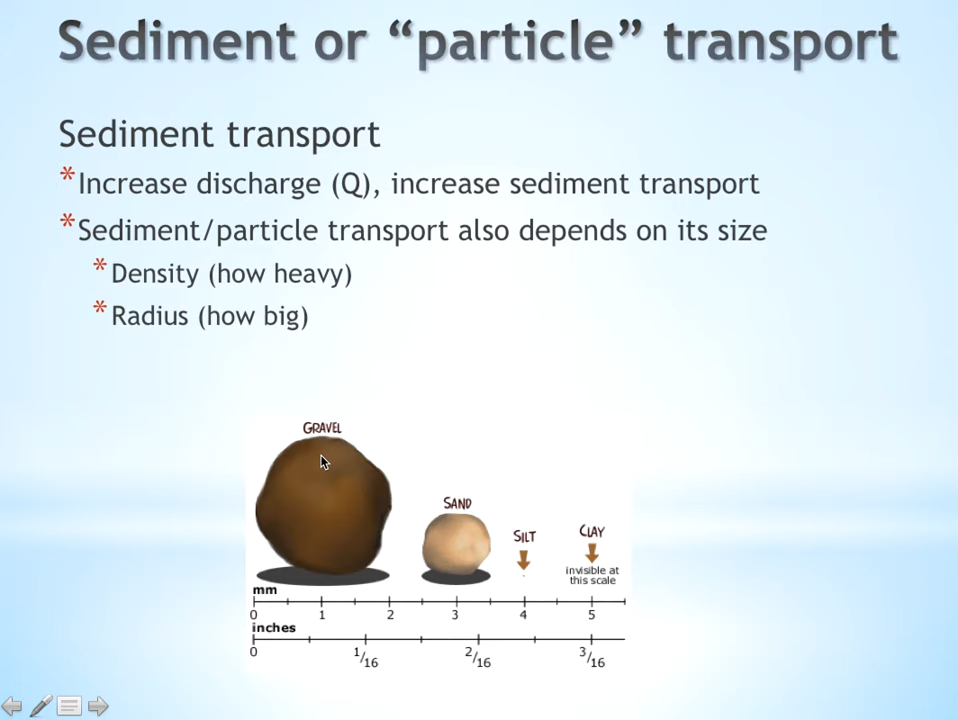 Sediment or “particle” transport
Sediment transport
*Increase discharge (Q), increase sediment transport
*Sediment/particle transport also depends on its size
*Density (how heavy)
*Radius (how big)
GRAVEL
SAND
SILT
CLAY
invisible at
this scale
mm
0 1 2 3 4 5
inches
0 1/16 2/16 3/16